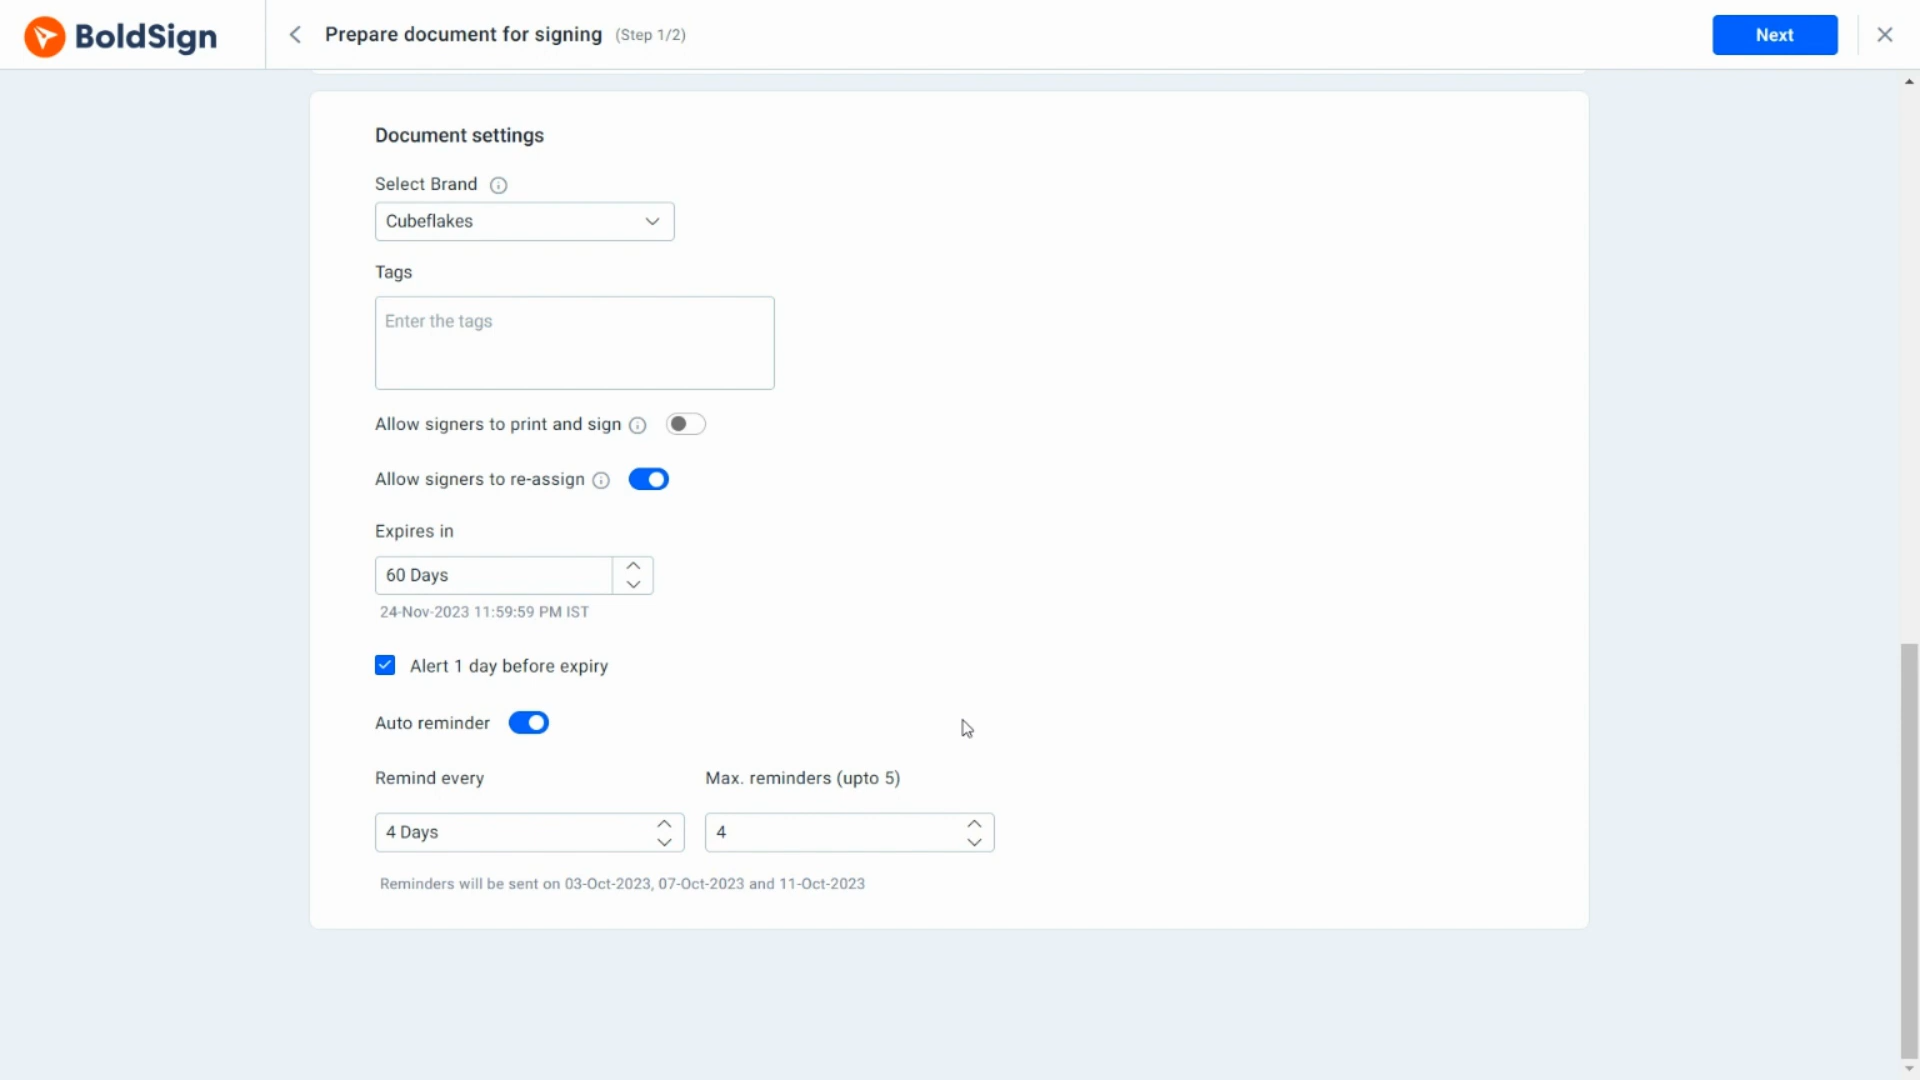 BoldSign
Prepare document for signing (Step 1/2)
Next
Document settings
Select Brand
Cubeflakes
Tags
Enter the tags
Allow signers to print and sign
Allow signers to re-assign
Expires in
60 Days
24-Nov-2023 11:59:59 PM IST
Alert 1 day before expiry
Auto reminder
Remind every Max. reminders (upto 5)
4 Days 4
Reminders will be sent on 03-Oct-2023, 07-Oct-2023 and 11-Oct-2023